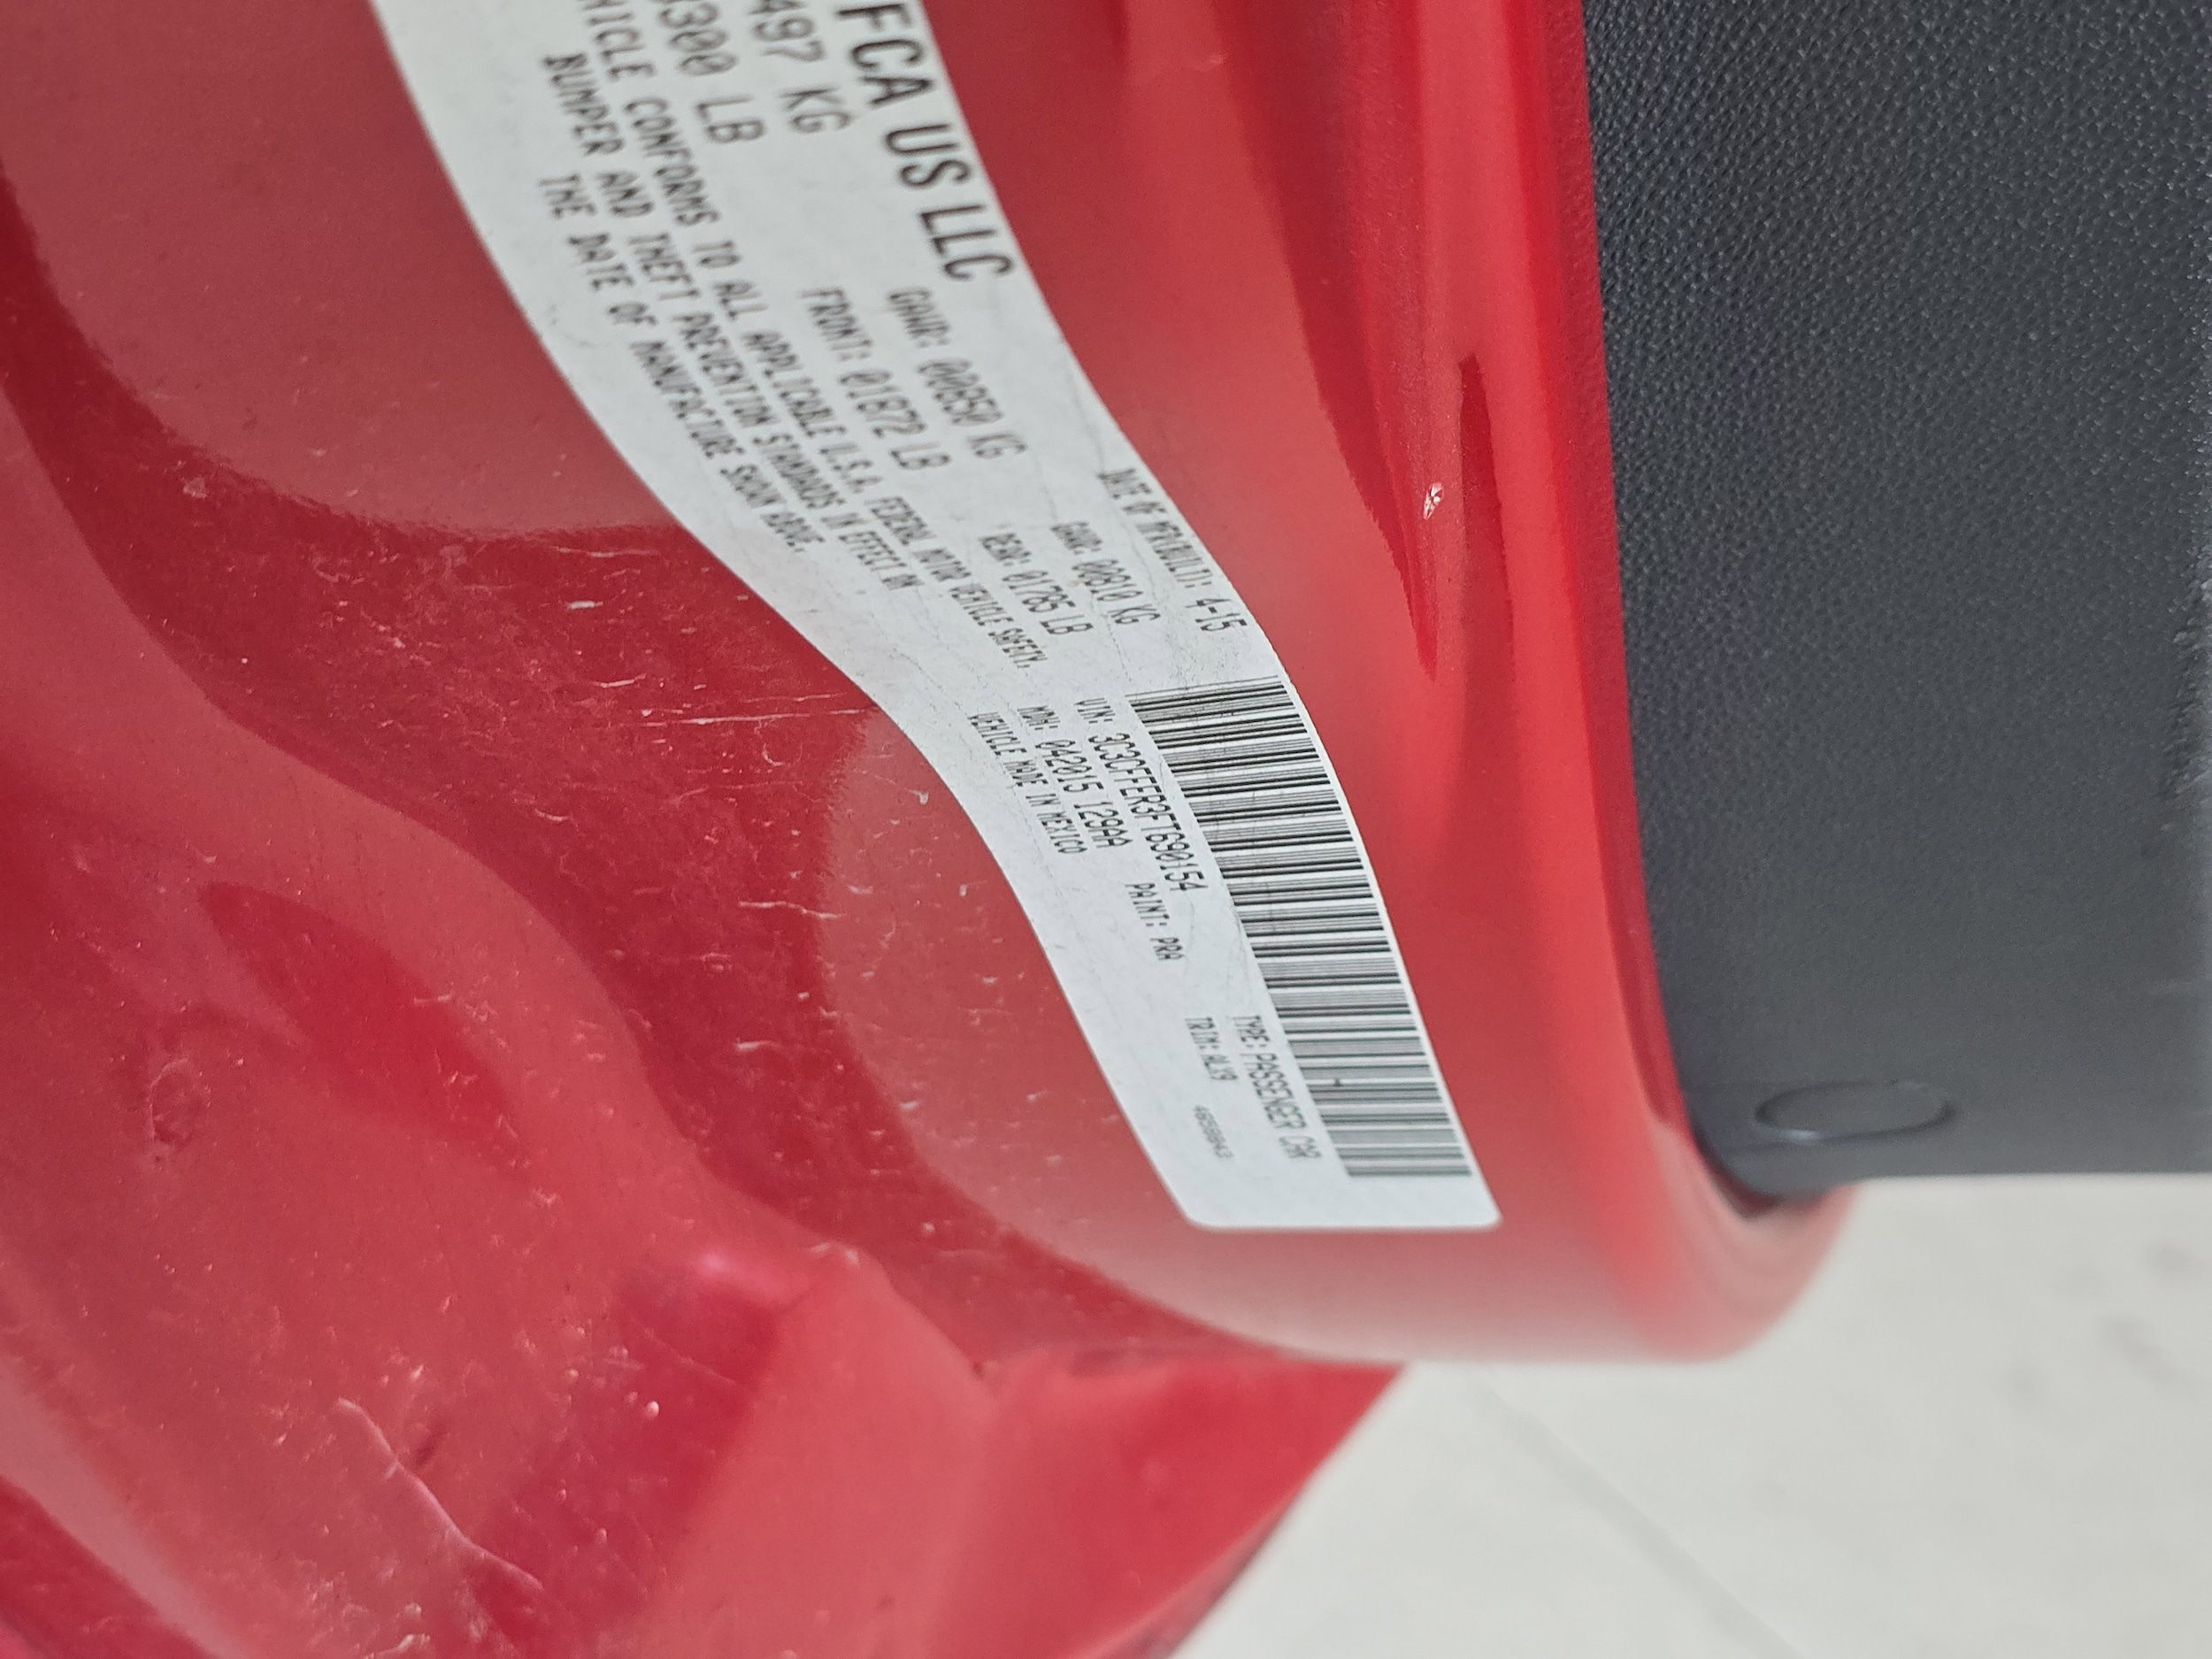 FCA US LLC
DATE OF MFR(BUILT): 4-15
497 KG
GAWR: 00850 KG
GAWR: 00810 KG
300 LB
FRONT: 01872 LB
REAR: 01785 LB
HICLE CONFORMS TO ALL APPLICABLE U.S.A. FEDERAL MOTOR VEHICLE SAFETY,
BUMPER AND THEFT PREVENTION STANDARDS IN EFFECT ON
THE DATE OF MANUFACTURE SHOWN ABOVE.
VIN: 3C3CFFER3FT690154
TYPE: PASSENGER CAR
MDH: 042015 129AA
PAINT: PRA
TRIM: ALX9
VEHICLE MADE IN MEXICO